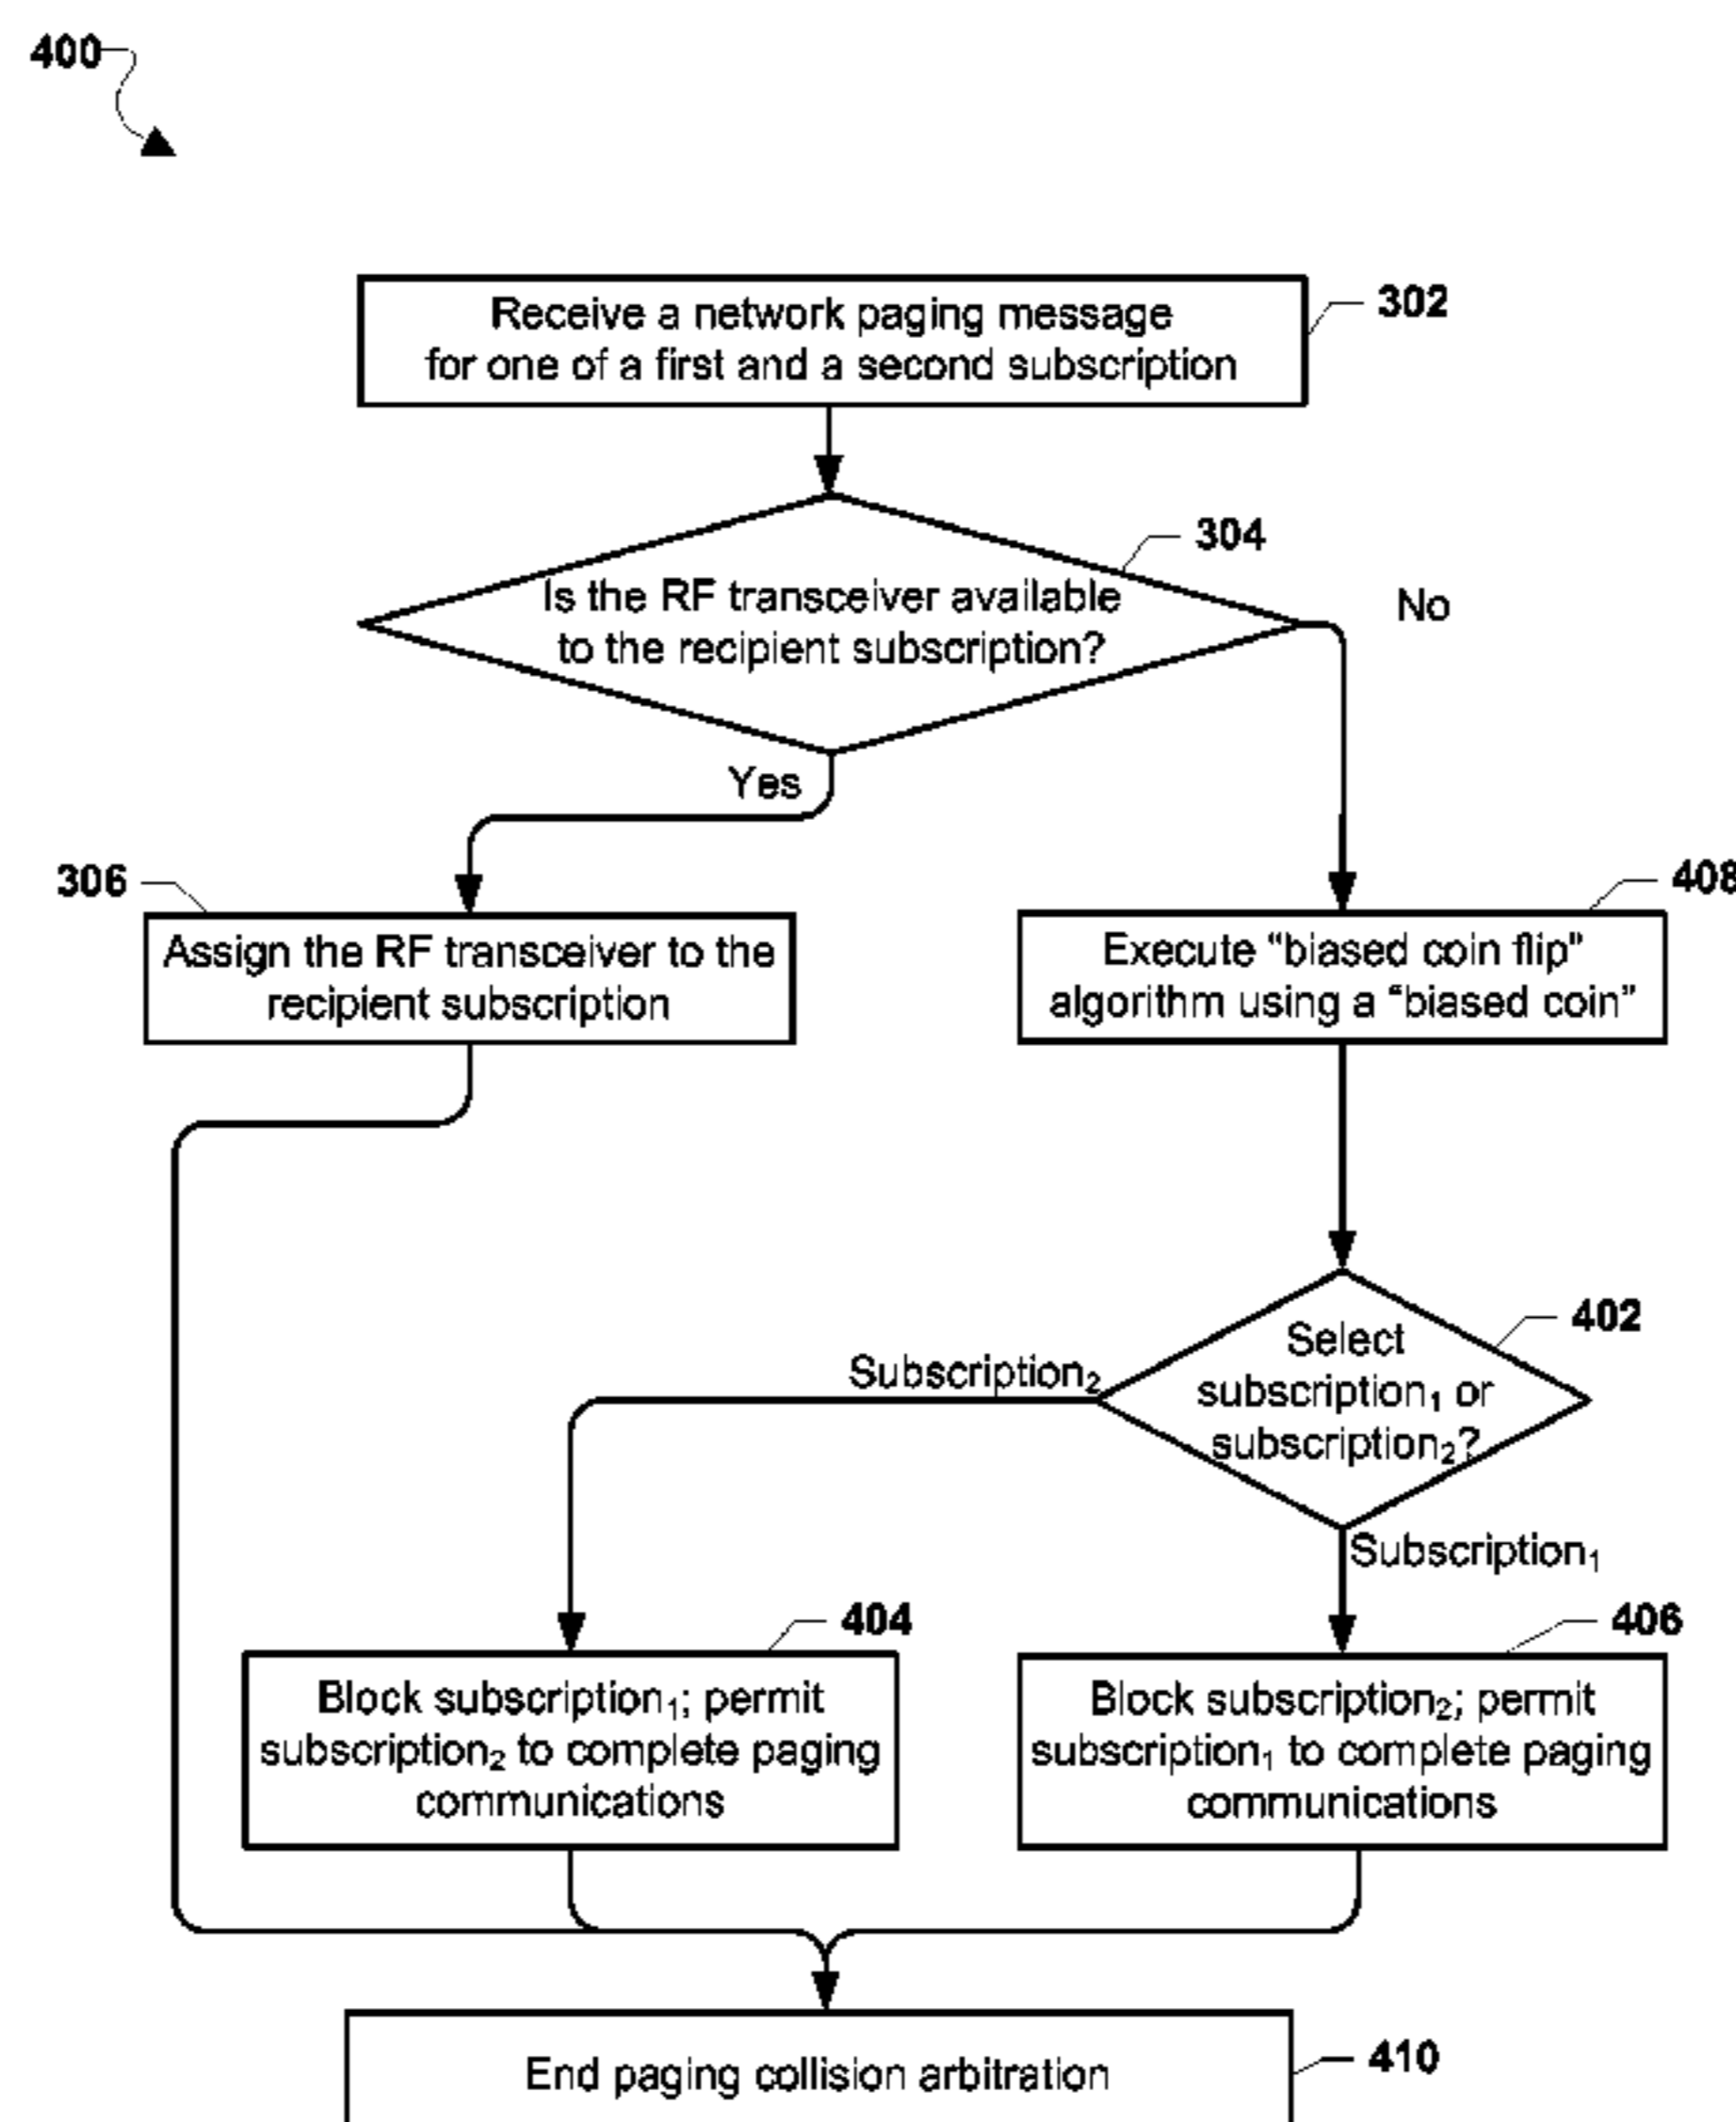 400
Receive a network paging message
for one of a first and a second subscription
302
304
Is the RF transceiver available
to the recipient subscription?
No
Yes
306
408
Assign the RF transceiver to the
recipient subscription
Execute “biased coin flip”
algorithm using a “biased coin”
402
Select
subscription₁ or
subscription₂?
Subscription₂
Subscription₁
404
406
Block subscription₁; permit
subscription₂ to complete paging
communications
Block subscription₂; permit
subscription₁ to complete paging
communications
End paging collision arbitration
410